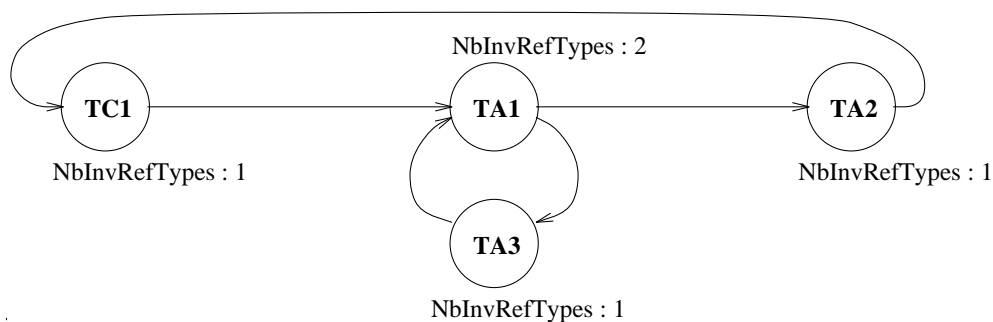 NbInvRefTypes : 2
TC1
TA1
TA2
NbInvRefTypes : 1
NbInvRefTypes : 1
TA3
NbInvRefTypes : 1